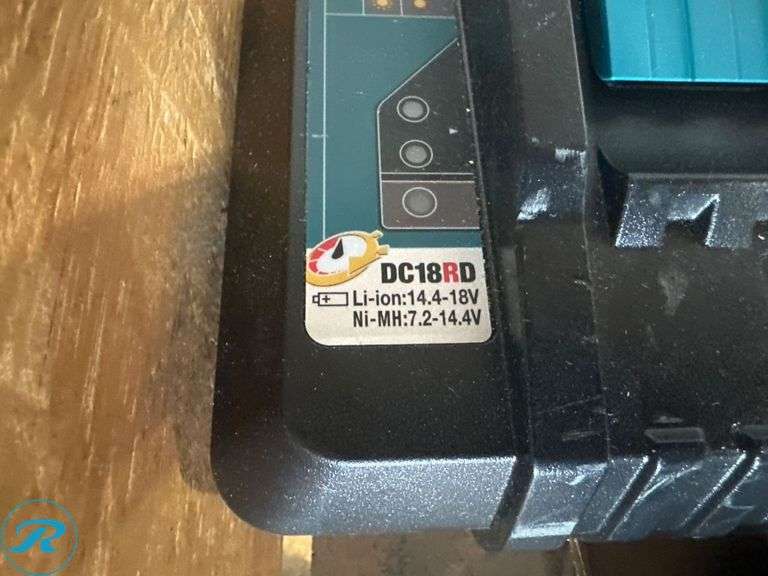 DC18RD
Li-ion:14.4-18V
Ni-MH:7.2-14.4V
R